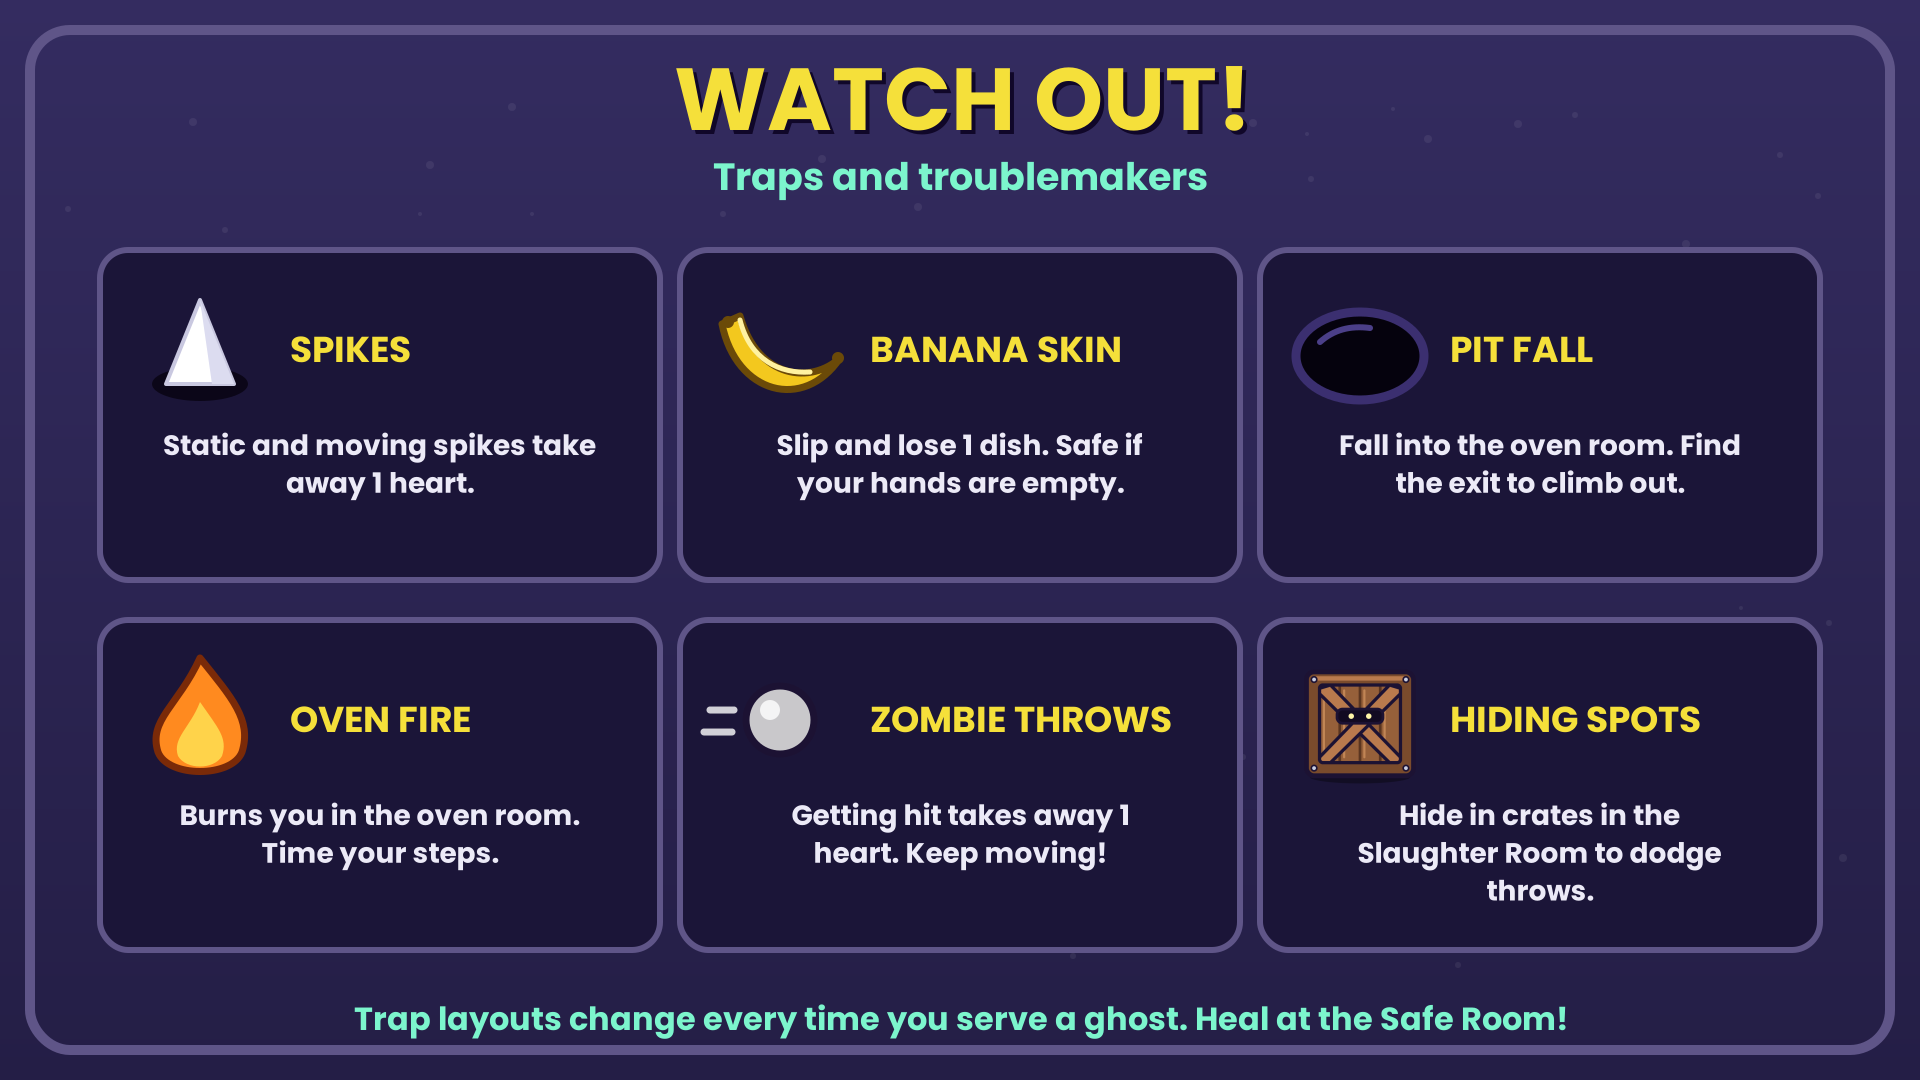 WATCH OUT!
Traps and troublemakers
SPIKES
Static and moving spikes take
away 1 heart.
BANANA SKIN
Slip and lose 1 dish. Safe if
your hands are empty.
PIT FALL
Fall into the oven room. Find
the exit to climb out.
OVEN FIRE
Burns you in the oven room.
Time your steps.
ZOMBIE THROWS
Getting hit takes away 1
heart. Keep moving!
HIDING SPOTS
Hide in crates in the
Slaughter Room to dodge
throws.
Trap layouts change every time you serve a ghost. Heal at the Safe Room!